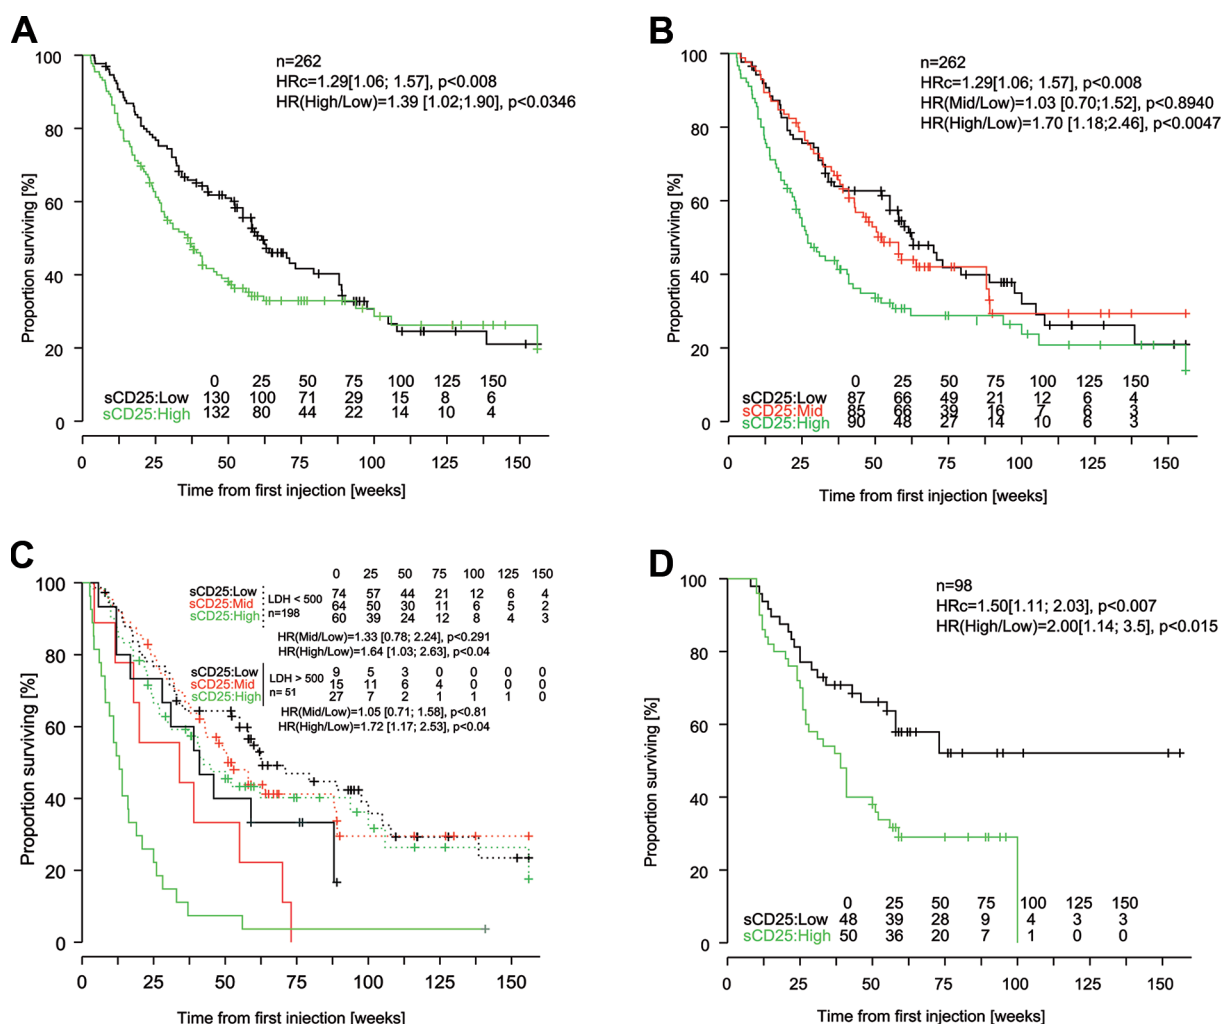 A
n=262
HRc=1.29[1.06; 1.57], p<0.008
HR(High/Low)=1.39 [1.02;1.90], p<0.0346
Proportion surviving [%]
100
80
60
40
20
0
0 25 50 75 100 125 150
sCD25:Low 130 100 71 29 15 8 6
sCD25:High 132 80 44 22 14 10 4
0 25 50 75 100 125 150
Time from first injection [weeks]
B
n=262
HRc=1.29[1.06; 1.57], p<0.008
HR(Mid/Low)=1.03 [0.70;1.52], p<0.8940
HR(High/Low)=1.70 [1.18;2.46], p<0.0047
Proportion surviving [%]
100
80
60
40
20
0
0 25 50 75 100 125 150
sCD25:Low 87 66 49 21 12 6 4
sCD25:Mid 85 66 39 16 7 6 3
sCD25:High 90 48 27 14 10 6 3
0 25 50 75 100 125 150
Time from first injection [weeks]
C
0 25 50 75 100 125 150
sCD25:Low 74 57 44 21 12 6 4
sCD25:Mid 64 50 30 11 6 5 2
sCD25:High 60 39 24 12 8 4 3
LDH < 500
n=198
HR(Mid/Low)=1.33 [0.78; 2.24], p<0.291
HR(High/Low)=1.64 [1.03; 2.63], p<0.04
sCD25:Low 9 5 3 0 0 0 0
sCD25:Mid 15 11 6 4 0 0 0
sCD25:High 27 7 2 1 1 1 0
LDH > 500
n= 51
HR(Mid/Low)=1.05 [0.71; 1.58], p<0.81
HR(High/Low)=1.72 [1.17; 2.53], p<0.04
Proportion surviving [%]
100
80
60
40
20
0
0 25 50 75 100 125 150
Time from first injection [weeks]
D
n=98
HRc=1.50[1.11; 2.03], p<0.007
HR(High/Low)=2.00[1.14; 3.5], p<0.015
Proportion surviving [%]
100
80
60
40
20
0
0 25 50 75 100 125 150
sCD25:Low 48 39 28 9 4 3 3
sCD25:High 50 36 20 7 1 0 0
0 25 50 75 100 125 150
Time from first injection [weeks]